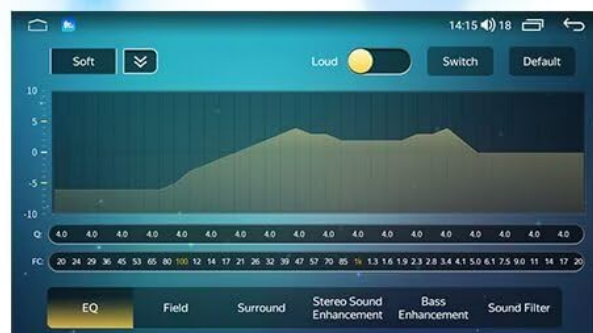 14:15 18
Soft Loud Switch Default
10
5
0
-5
-10
Q: 4.0 4.0 4.0 4.0 4.0 4.0 4.0 4.0 4.0 4.0 4.0 4.0 4.0 4.0 4.0 4.0
FC: 20 24 29 36 45 53 65 80 100 12 14 17 21 26 32 39 47 57 70 85 1k 1.3 1.6 1.9 2.3 2.8 3.4 4.1 5.0 6.1 7.5 9.0 11 14 17 20
EQ Field Surround Stereo Sound Enhancement Bass Enhancement Sound Filter